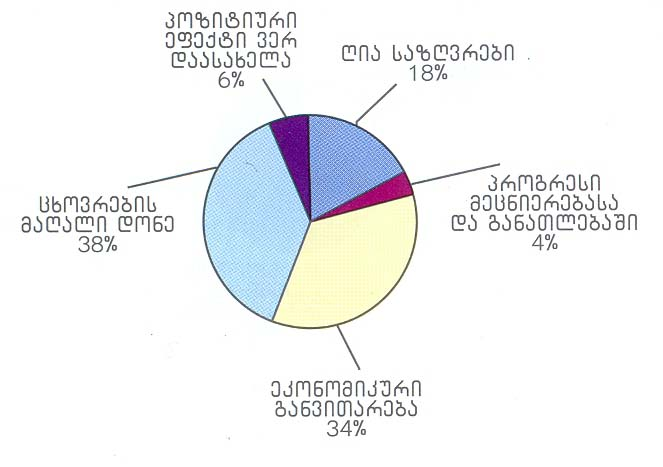 პოზიტიური
ეფექტი ვერ
დაასახელა
6%
ღია საზღვრები
18%
პროგრესი
მეცნიერებასა
და განათლებაში
4%
ეკონომიკური
განვითარება
34%
ცხოვრების
მაღალი დონე
38%